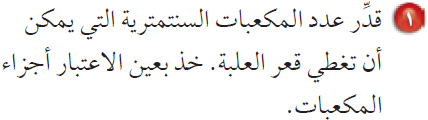 ١ قدِّر عدد المكعبات السنتمترية التي يمكن
أن تغطي قعر العلبة. خذ بعين الاعتبار أجزاء
المكعبات.